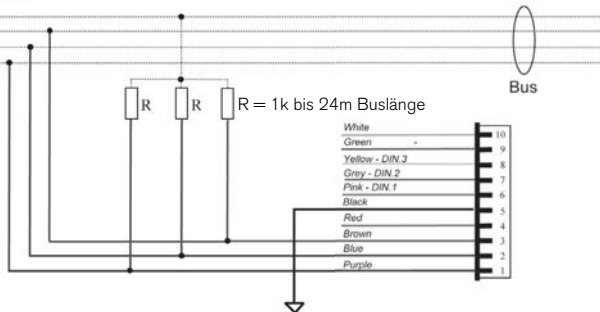 Bus
R
R
R = 1k bis 24m Buslänge
White
10
Green
9
Yellow - DIN.3
8
Grey - DIN.2
7
Pink - DIN.1
6
Black
5
Red
4
Brown
3
Blue
2
Purple
1